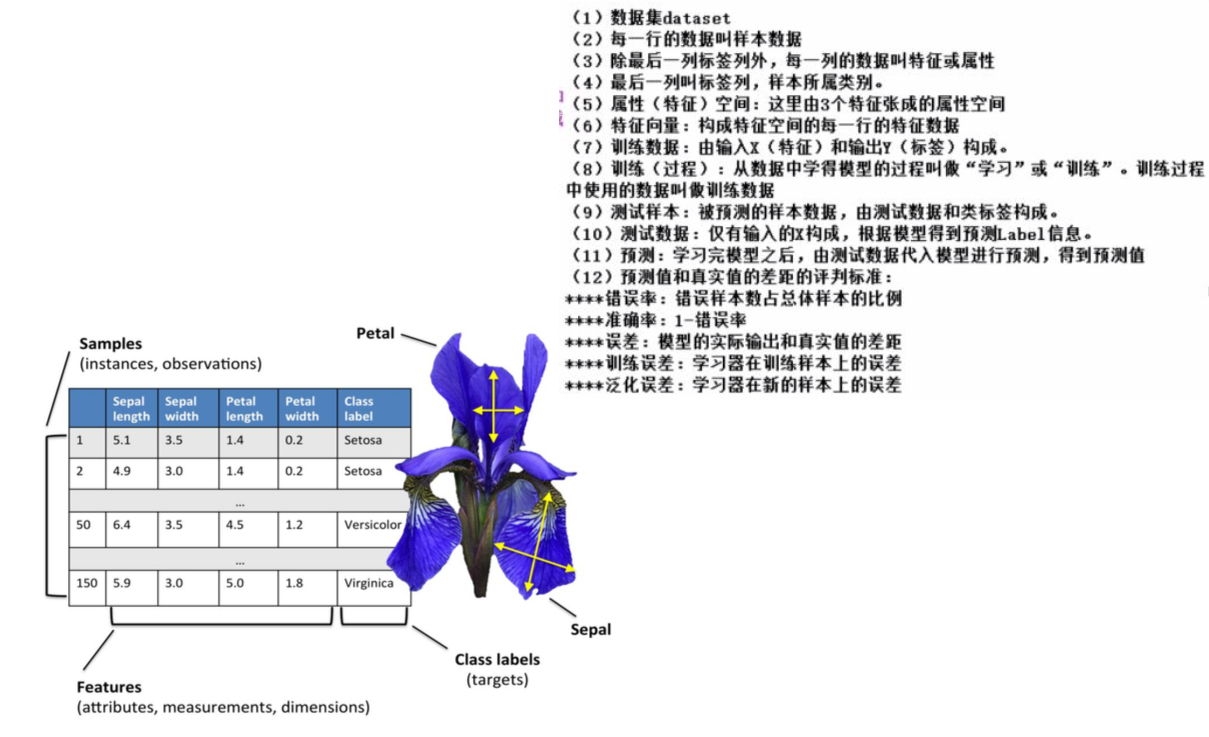 （1）数据集dataset
（2）每一行的数据叫样本数据
（3）除最后一列标签列外，每一列的数据叫特征或属性
（4）最后一列叫标签列，样本所属类别。
（5）属性（特征）空间：这里由3个特征张成的属性空间
（6）特征向量：构成特征空间的每一行的特征数据
（7）训练数据：由输入X（特征）和输出Y（标签）构成。
（8）训练（过程）：从数据中学得模型的过程叫做“学习”或“训练”。训练过程
中使用的数据叫做训练数据
（9）测试样本：被预测的样本数据，由测试数据和类标签构成。
（10）测试数据：仅有输入的X构成，根据模型得到预测Label信息。
（11）预测：学习完模型之后，由测试数据代入模型进行预测，得到预测值
（12）预测值和真实值的差距的评判标准：
****错误率：错误样本数占总体样本的比例
****准确率：1-错误率
****误差：模型的实际输出和真实值的差距
****训练误差：学习器在训练样本上的误差
****泛化误差：学习器在新的样本上的误差
Samples
(instances, observations)
Petal
Sepal length Sepal width Petal length Petal width Class label
1 5.1 3.5 1.4 0.2 Setosa
2 4.9 3.0 1.4 0.2 Setosa
...
50 6.4 3.5 4.5 1.2 Versicolor
...
150 5.9 3.0 5.0 1.8 Virginica
Sepal
Class labels
(targets)
Features
(attributes, measurements, dimensions)